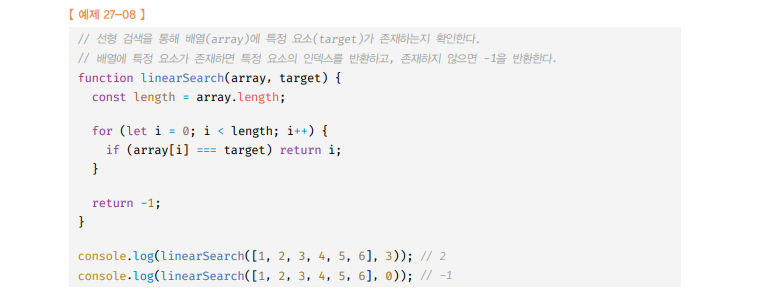 【 예제 27-08 】
// 선형 검색을 통해 배열(array)에 특정 요소(target)가 존재하는지 확인한다.
// 배열에 특정 요소가 존재하면 특정 요소의 인덱스를 반환하고, 존재하지 않으면 -1을 반환한다.
function linearSearch(array, target) {
  const length = array.length;
  for (let i = 0; i < length; i++) {
    if (array[i] === target) return i;
  }
  return -1;
}
console.log(linearSearch([1, 2, 3, 4, 5, 6], 3)); // 2
console.log(linearSearch([1, 2, 3, 4, 5, 6], 0)); // -1